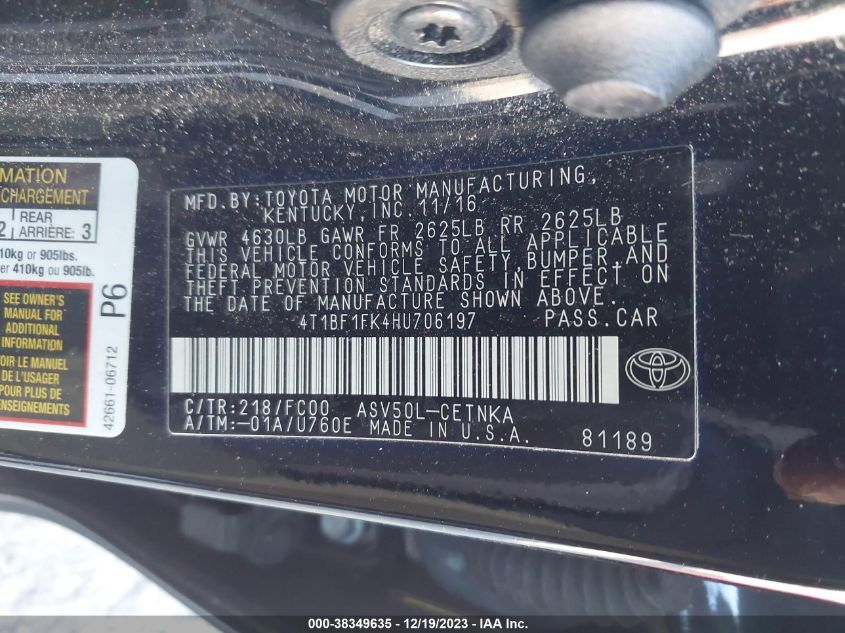 MFD. BY: TOYOTA MOTOR MANUFACTURING,
KENTUCKY, INC. 11/16
GVWR 4630LB GAWR FR 2625LB RR 2625LB
THIS VEHICLE CONFORMS TO ALL APPLICABLE
FEDERAL MOTOR VEHICLE SAFETY, BUMPER, AND
THEFT PREVENTION STANDARDS IN EFFECT ON
THE DATE OF MANUFACTURE SHOWN ABOVE.
4T1BF1FK4HU706197 PASS. CAR
C/TR: 218/FC00 ASV50L-CETNKA
A/TM: -01A/U760E MADE IN U.S.A. 81189
MATION
CHARGEMENT
REAR
ARRIÈRE: 3
10kg or 905lbs.
410kg ou 905lb.
SEE OWNER'S
MANUAL FOR
ADDITIONAL
INFORMATION
VOIR LE MANUEL
DE L'USAGER
POUR PLUS DE
P6
42661-06712
000-38349635 - 12/19/2023 - IAA